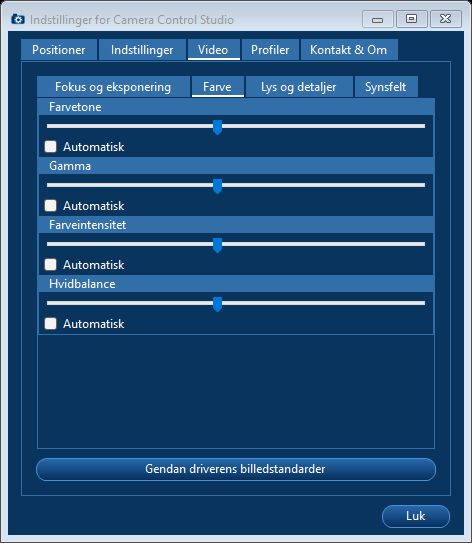 Indstillinger for Camera Control Studio
Positioner Indstillinger Video Profiler Kontakt & Om
Fokus og eksponering Farve Lys og detaljer Synsfelt
Farvetone
Automatisk
Gamma
Automatisk
Farveintensitet
Automatisk
Hvidbalance
Automatisk
Gendan driverens billedstandarder
Luk